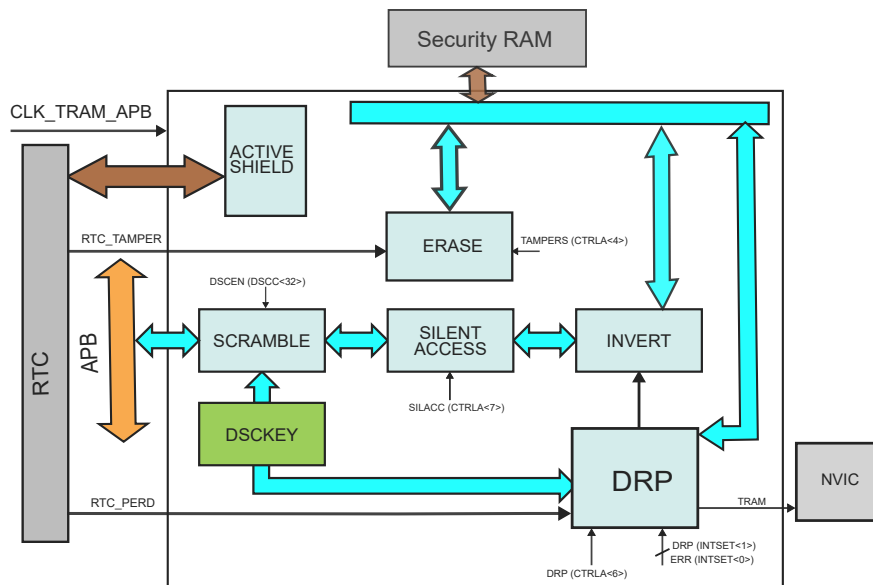 Security RAM
CLK_TRAM_APB
ACTIVE
SHIELD
RTC_TAMPER
ERASE
TAMPERS (CTRLA<4>)
DSCEN (DSCC<32>)
RTC
APB
SCRAMBLE
SILENT
ACCESS
INVERT
SILACC (CTRLA<7>)
DSCKEY
DRP
NVIC
RTC_PERD
TRAM
DRP (INTSET<1>)
ERR (INTSET<0>)
DRP (CTRLA<6>)